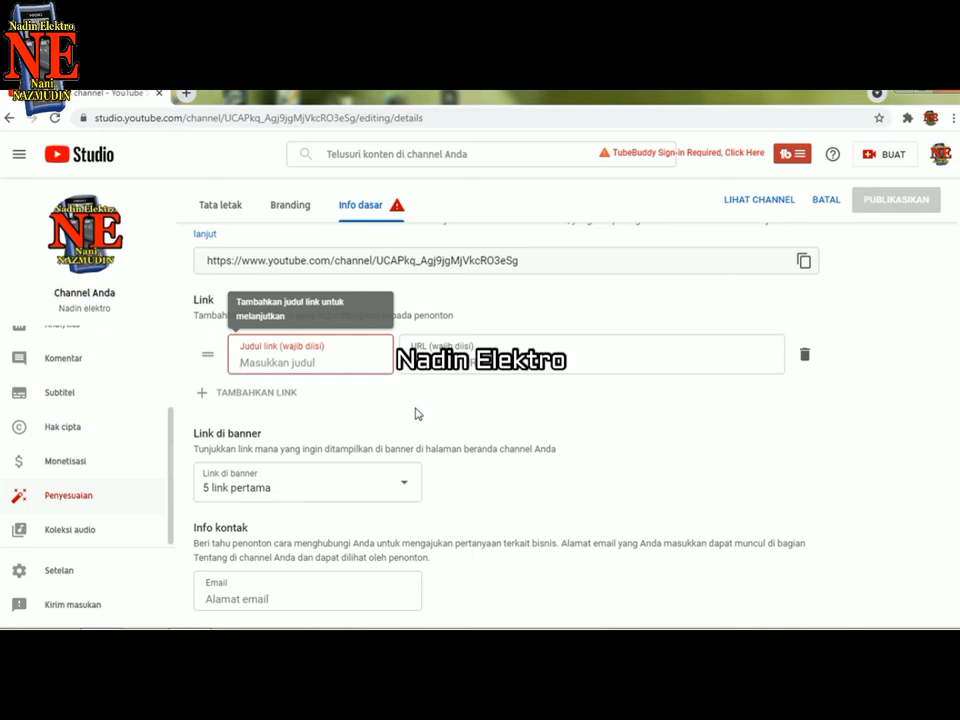 Nadin Elektro
NE
Nani
NAZMUDIN
channel - YouTube
studio.youtube.com/channel/UCAPkq_Agj9jgMjVkcRO3eSg/editing/details
Studio
Telusuri konten di channel Anda
TubeBuddy Sign-in Required, Click Here
tb
BUAT
NE
Tata letak
Branding
Info dasar
LIHAT CHANNEL
BATAL
PUBLIKASIKAN
Nadin Elektro
NE
Nani
NAZMUDIN
Channel Anda
Nadin elektro
Komentar
Subtitel
Hak cipta
Monetisasi
Penyesuaian
Koleksi audio
Setelan
Kirim masukan
lanjut
https://www.youtube.com/channel/UCAPkq_Agj9jgMjVkcRO3eSg
Link
Tambahkan judul link untuk
melanjutkan
kepada penonton
Judul link (wajib diisi)
Masukkan judul
URL (wajib diisi)
Nadin Elektro
TAMBAHKAN LINK
Link di banner
Tunjukkan link mana yang ingin ditampilkan di banner di halaman beranda channel Anda
Link di banner
5 link pertama
Info kontak
Beri tahu penonton cara menghubungi Anda untuk mengajukan pertanyaan terkait bisnis. Alamat email yang Anda masukkan dapat muncul di bagian
Tentang di channel Anda dan dapat dilihat oleh penonton.
Email
Alamat email